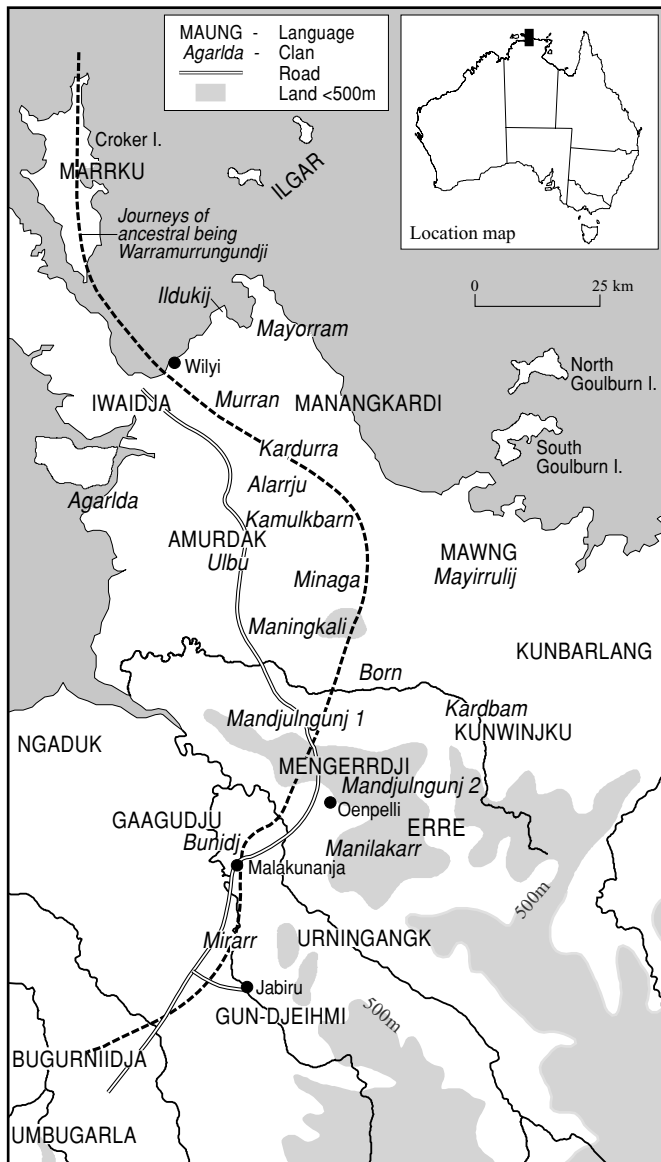 MAUNG - Language
Agarlda - Clan
Road
Land <500m
Location map
0 25 km
Croker I.
MARRKU
ILGAR
Journeys of
ancestral being
Warramurrungundji
Ildukij
Mayorram
Wilyi
North
Goulburn I.
IWAIDJA
Murran
MANANGKARDI
South
Goulburn I.
Kardurra
Agarlda
Alarrju
Kamulkbarn
AMURDAK
Ulbu
MAWNG
Mayirrulij
Minaga
Maningkali
KUNBARLANG
Born
Kardbam
KUNWINJKU
Mandjulngunj 1
NGADUK
MENGERRDJI
Mandjulngunj 2
Oenpelli
GAAGUDJU
ERRE
Bunidj
Manilakarr
Malakunanja
500m
Mirarr
URNINGANGK
Jabiru
500m
GUN-DJEIHMI
BUGURNIIDJA
UMBUGARLA